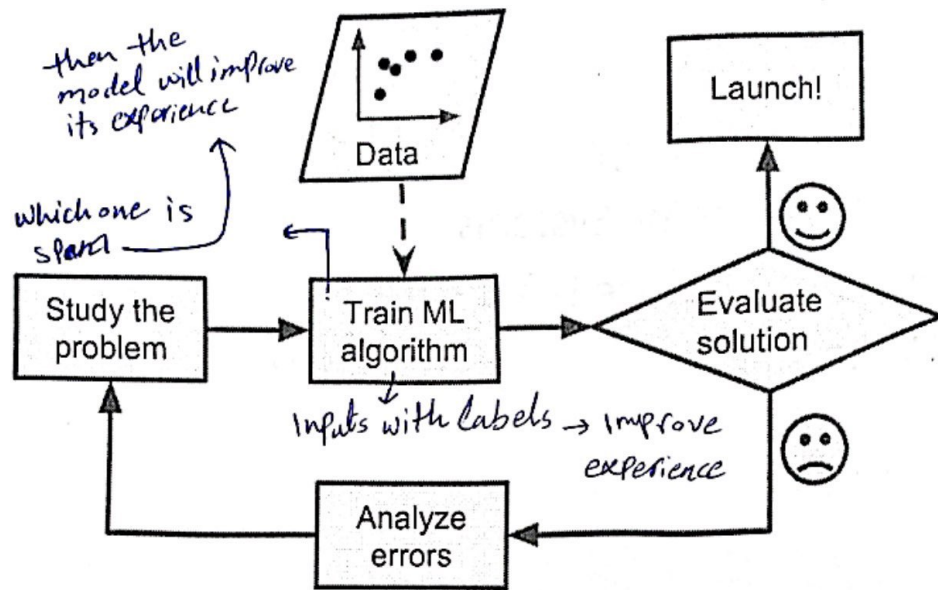 then the
model will improve
its experience
which one is
spam
Data
Launch!
Study the
problem
Train ML
algorithm
Evaluate
solution
Inputs with labels → improve
experience
Analyze
errors